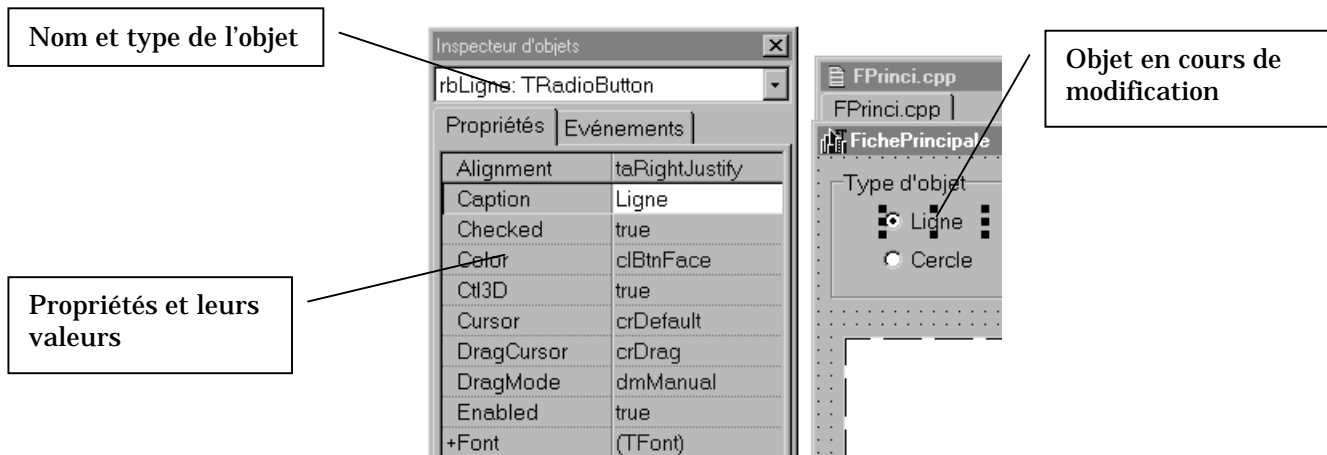 Nom et type de l'objet
Inspecteur d'objets
rbLigne: TRadioButton
Propriétés Evénements
Alignment taRightJustify
Caption Ligne
Checked true
Color clBtnFace
Ctl3D true
Cursor crDefault
DragCursor crDrag
DragMode dmManual
Enabled true
+Font (TFont)
Propriétés et leurs
valeurs
FPrinci.cpp
FPrinci.cpp
FichePrincipale
Type d'objet
Ligne
Cercle
Objet en cours de
modification